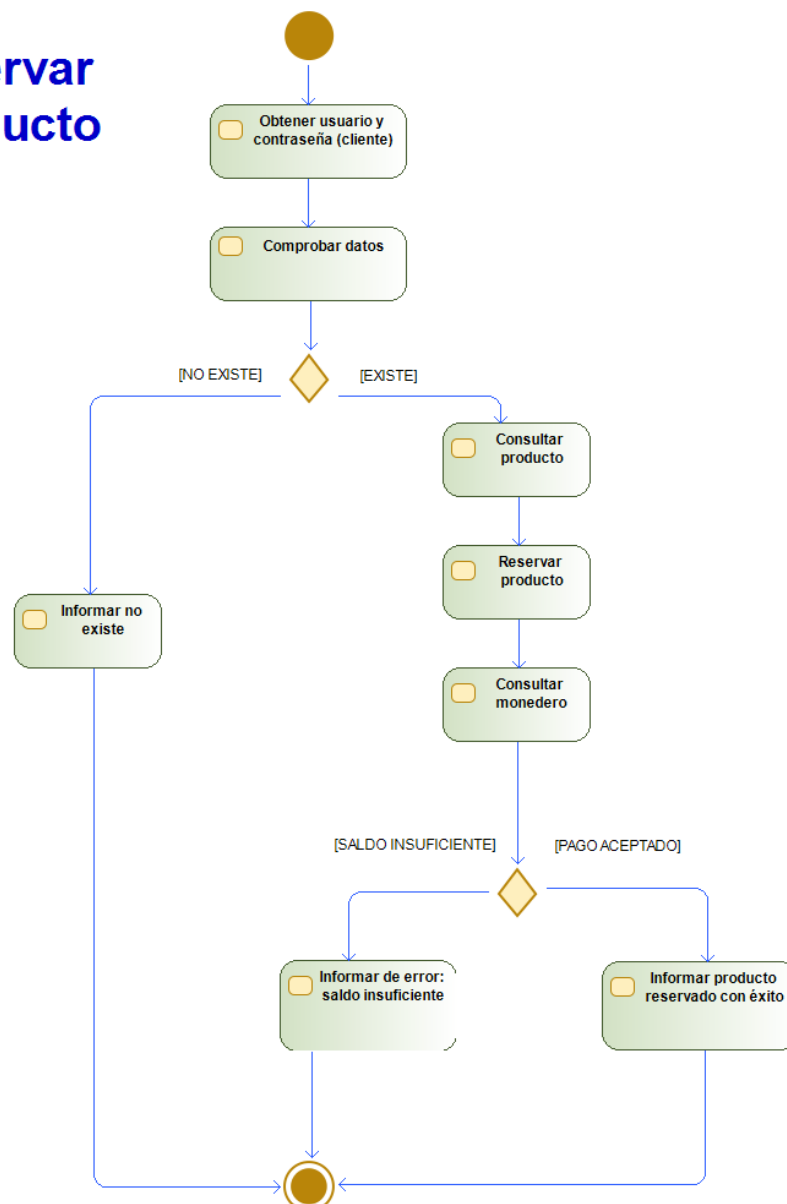 ervar
ucto
Obtener usuario y
contraseña (cliente)
Comprobar datos
[NO EXISTE]
[EXISTE]
Consultar
producto
Reservar
producto
Informar no
existe
Consultar
monedero
[SALDO INSUFICIENTE]
[PAGO ACEPTADO]
Informar de error:
saldo insuficiente
Informar producto
reservado con éxito